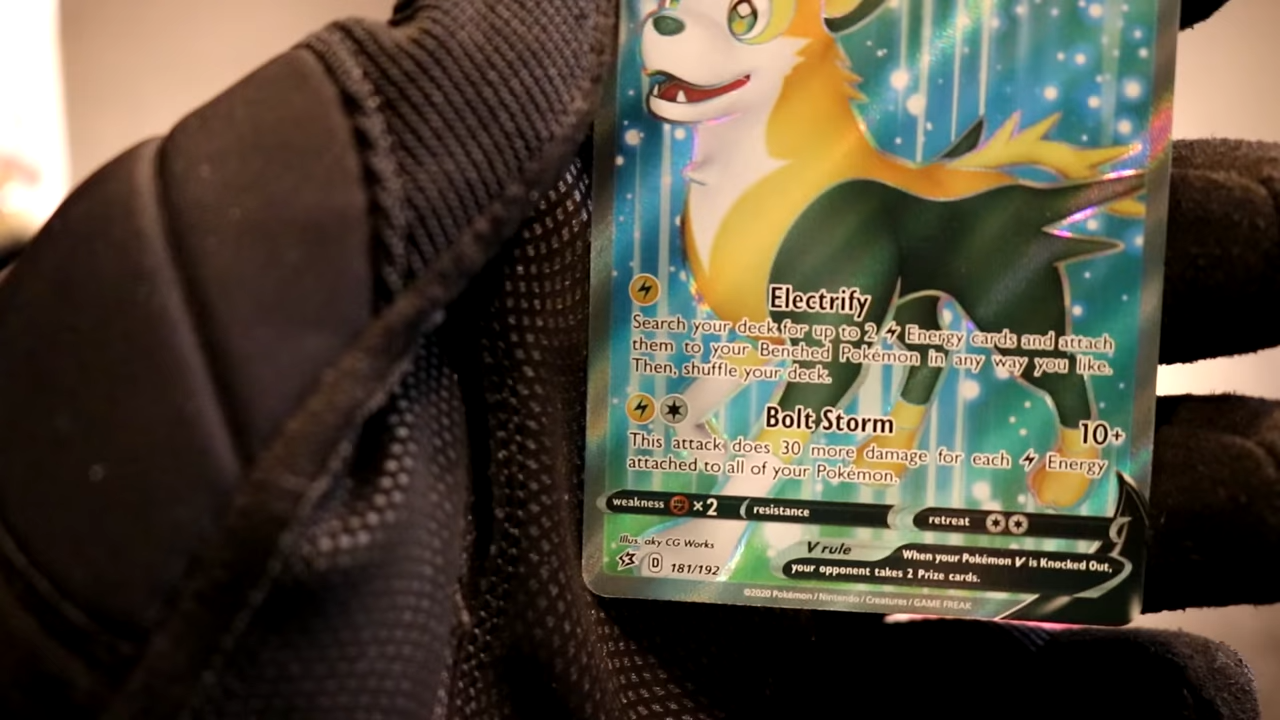 Electrify
Search your deck for up to 2 Energy cards and attach
them to your Benched Pokémon in any way you like.
Then, shuffle your deck.
Bolt Storm 10+
This attack does 30 more damage for each Energy
attached to all of your Pokémon.
weakness ×2 resistance retreat
Illus. aky CG Works
D 181/192
V rule When your Pokémon V is Knocked Out,
your opponent takes 2 Prize cards.
©2020 Pokémon / Nintendo / Creatures / GAME FREAK